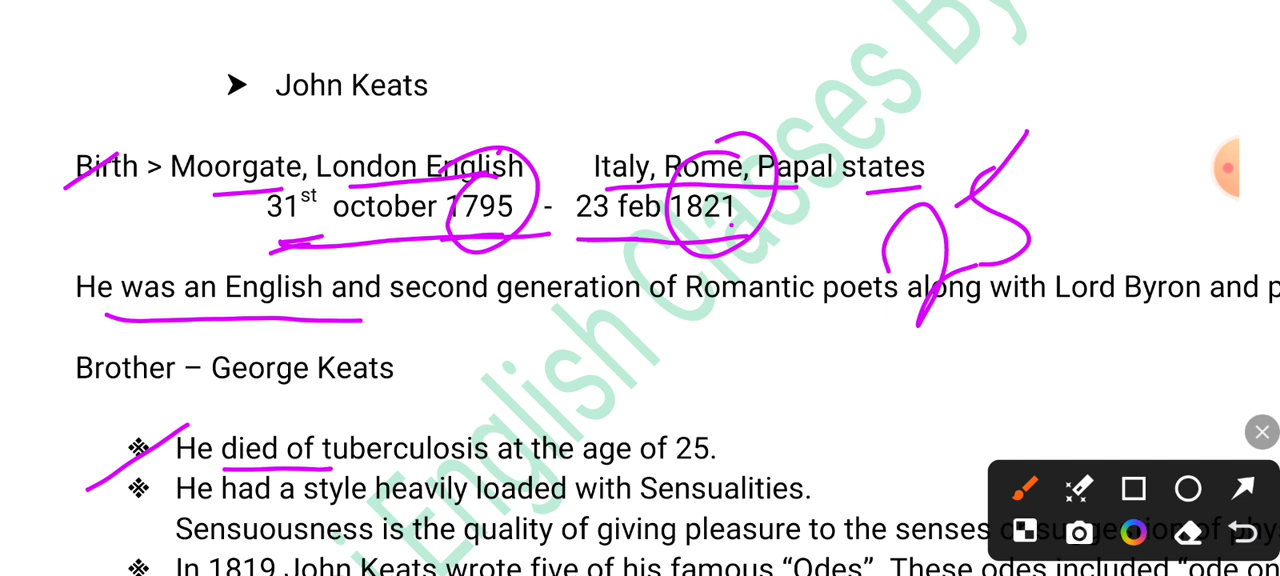 ➤ John Keats
Birth > Moorgate, London English Italy, Rome, Papal states
31st october 1795 - 23 feb 1821
25
He was an English and second generation of Romantic poets along with Lord Byron and
Brother – George Keats
❖ He died of tuberculosis at the age of 25.
❖ He had a style heavily loaded with Sensualities.
Sensuousness is the quality of giving pleasure to the senses or suggestion of
❖ In 1819 John Keats wrote five of his famous “Odes”. These odes included “ode on
English Classes By